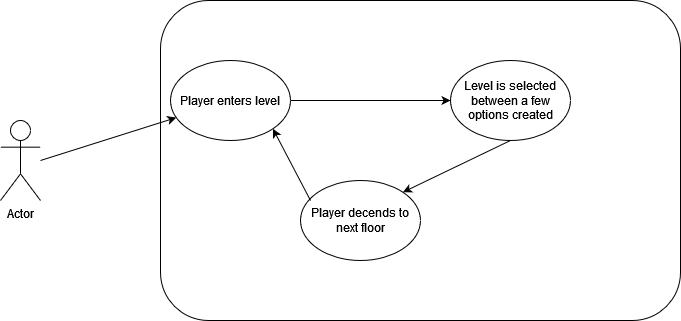 Player enters level
Level is selected
between a few
options created
Actor
Player decends to
next floor